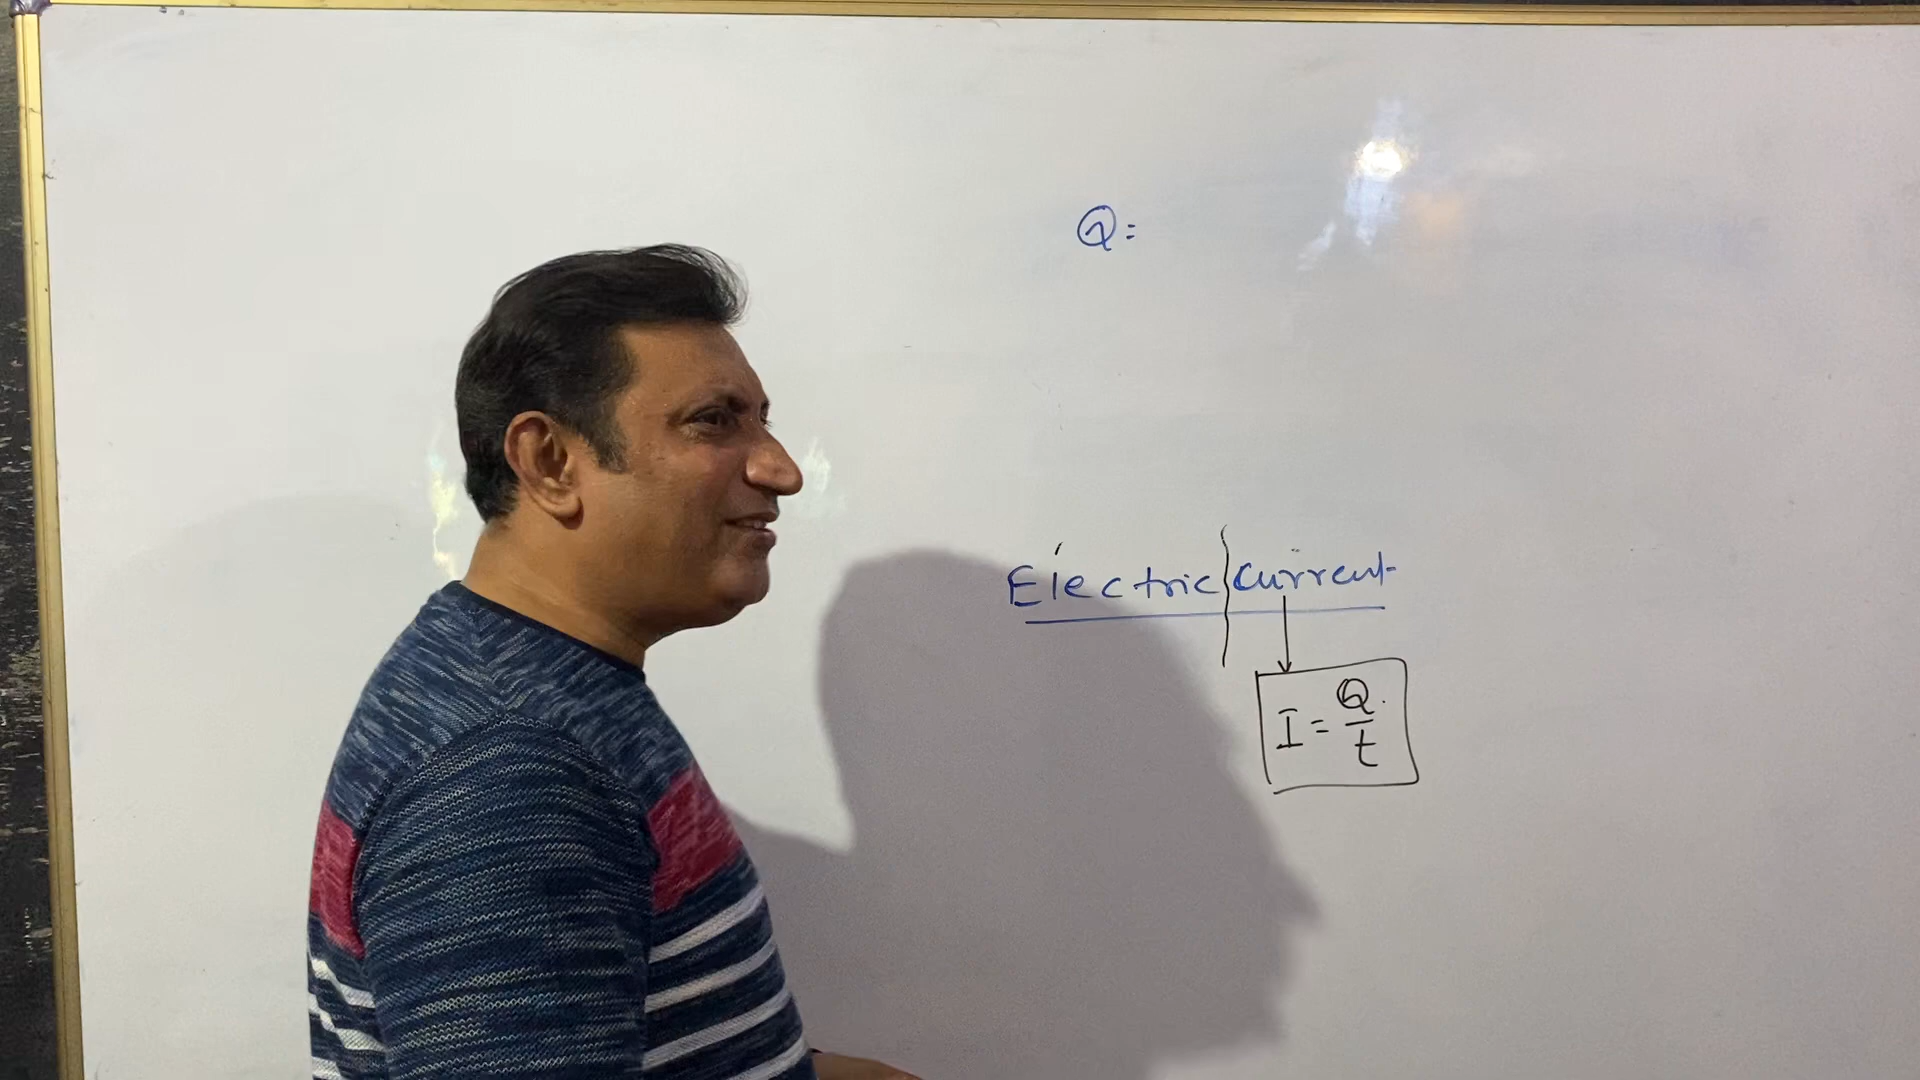 Q=
Electric Current
I = Q/t